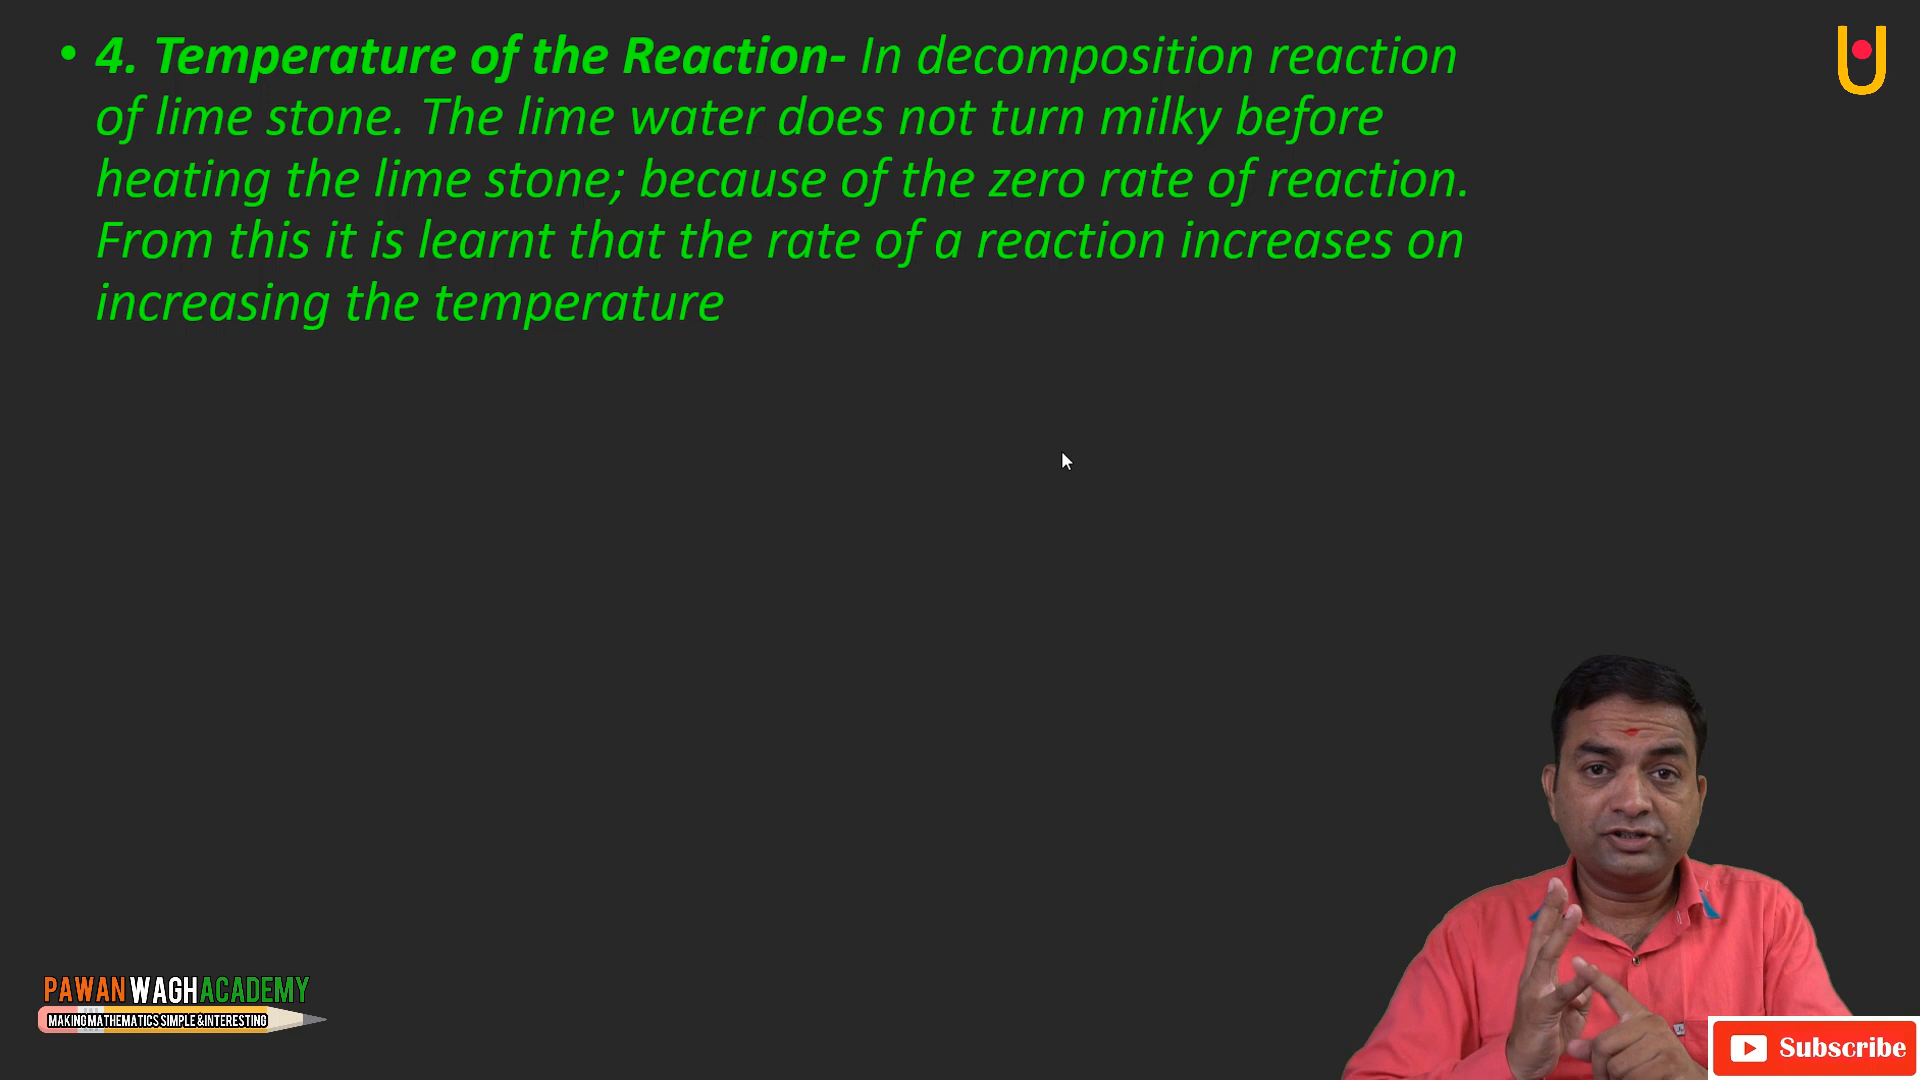 • 4. Temperature of the Reaction- In decomposition reaction
of lime stone. The lime water does not turn milky before
heating the lime stone; because of the zero rate of reaction.
From this it is learnt that the rate of a reaction increases on
increasing the temperature
PAWAN WAGH ACADEMY
MAKING MATHEMATICS SIMPLE & INTERESTING
Subscribe